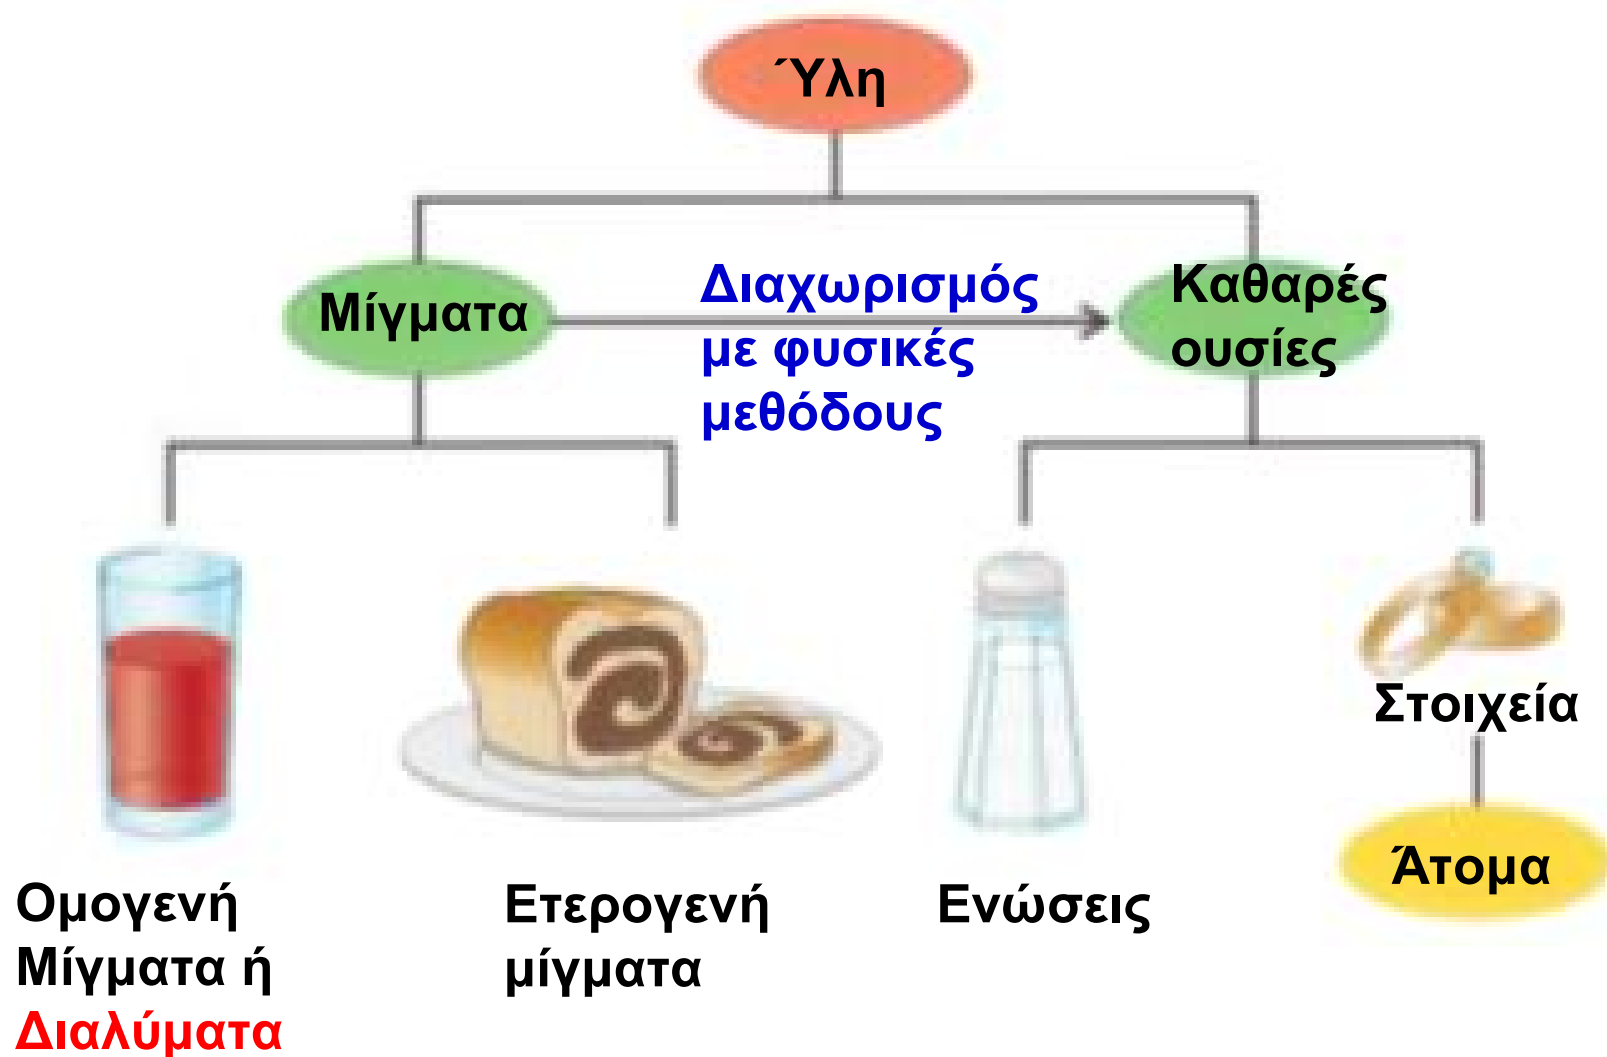 Ύλη
Μίγματα
Διαχωρισμός
με φυσικές
μεθόδους
Καθαρές
ουσίες
Στοιχεία
Άτομα
Ομογενή
Μίγματα ή
Διαλύματα
Ετερογενή
μίγματα
Ενώσεις